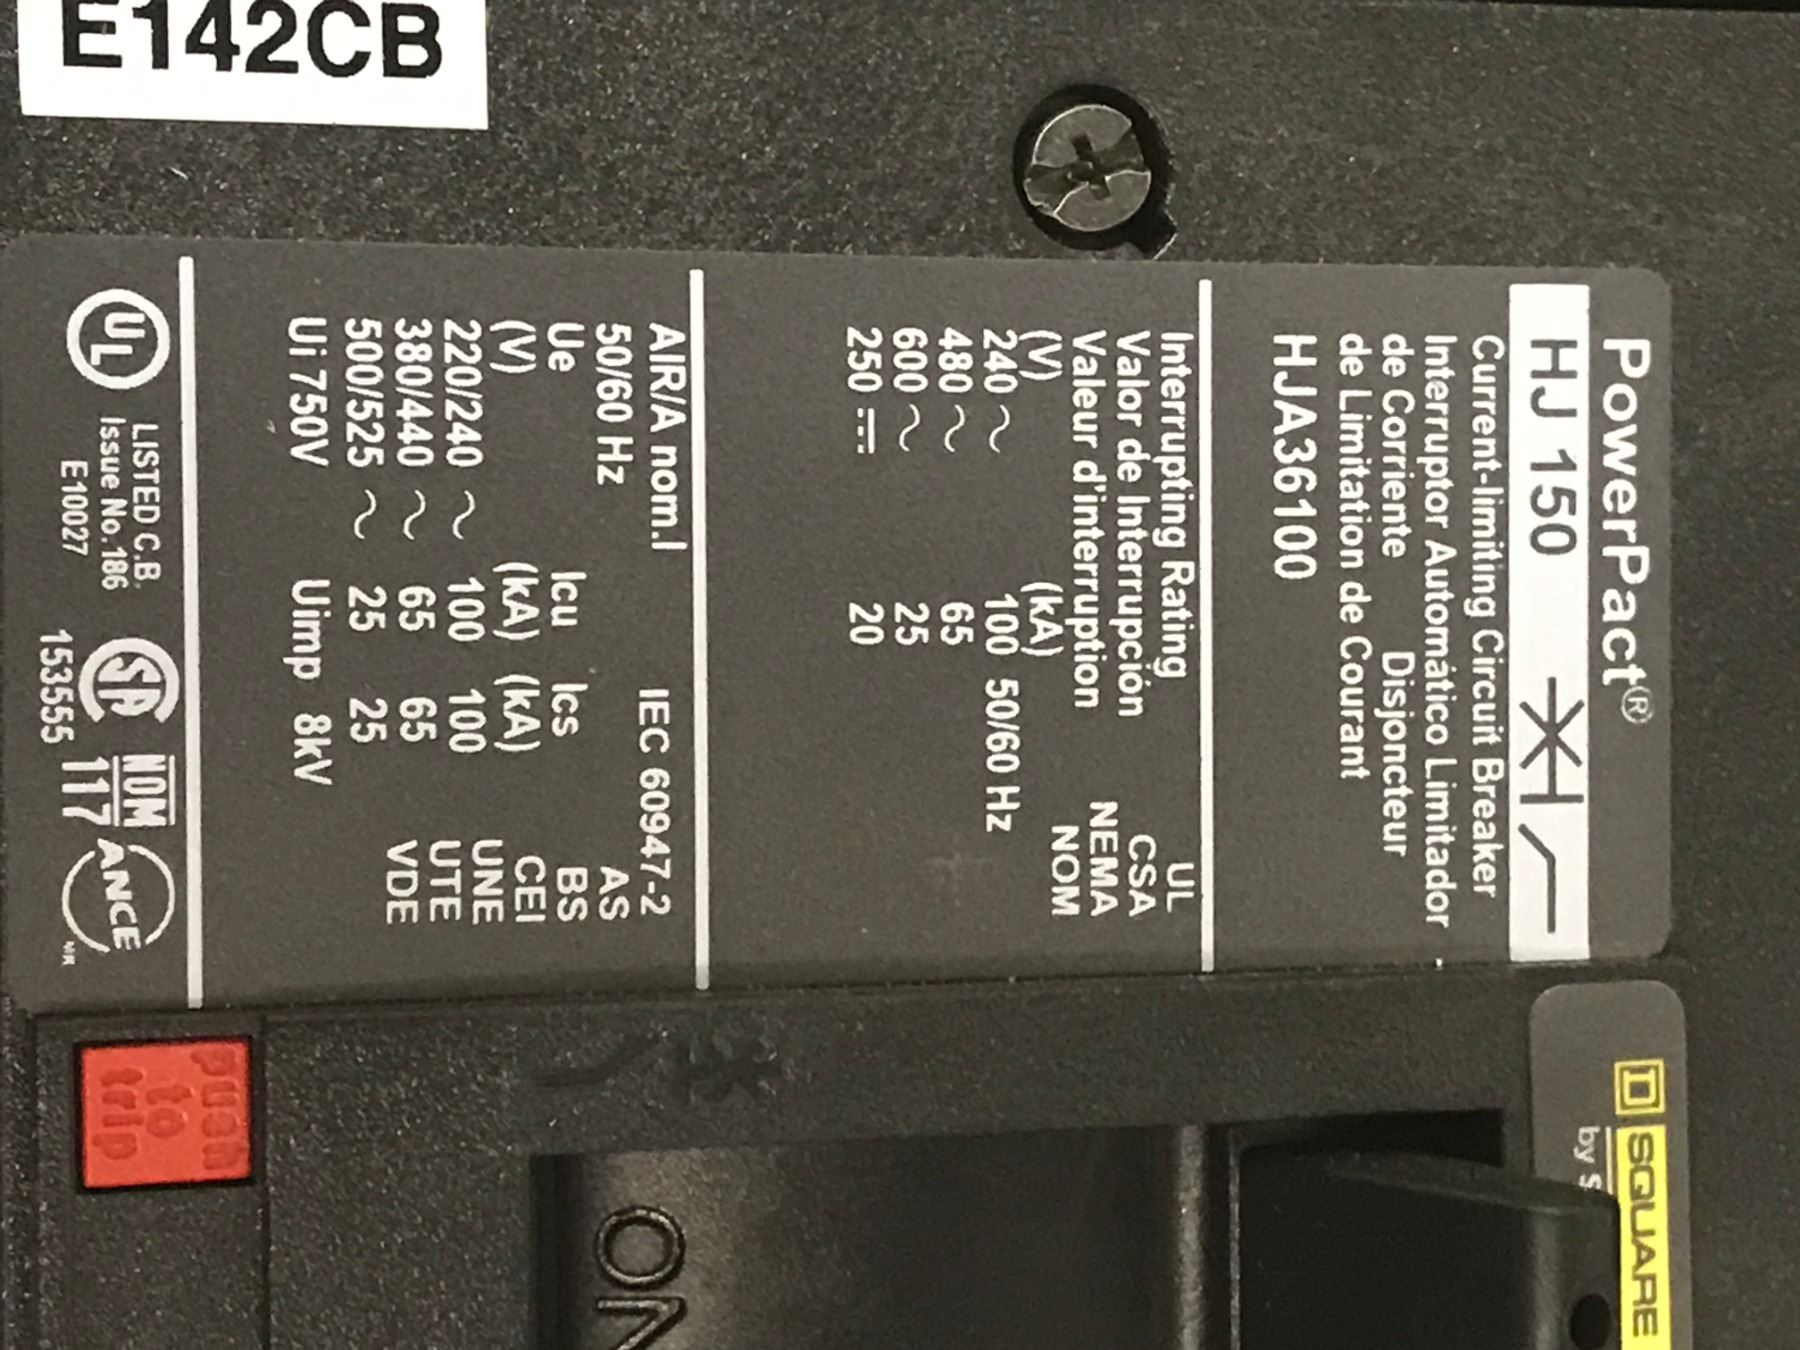 E142CB
PowerPact®
HJ 150
Current-limiting Circuit Breaker
Interruptor Automático Limitador
de Corriente Disjoncteur
de Limitation de Courant
HJA36100
Interrupting Rating UL
Valor de Interrupción CSA
Valeur d'interruption NEMA
(V) (kA) NOM
240 ~ 100 50/60 Hz
480 ~ 65
600 ~ 25
250 ⎓ 20
AIR/A nom.I IEC 60947-2
50/60 Hz AS
Ue Icu Ics BS
(V) (kA) (kA) CEI
220/240 ~ 100 100 UNE
380/440 ~ 65 65 UTE
500/525 ~ 25 25 VDE
Ui 750V Uimp 8kV
UL LISTED C.B. SA NOM ANCE
Issue No.186 117
E10027 153555
D SQUARE
by S
push
to
trip
ON